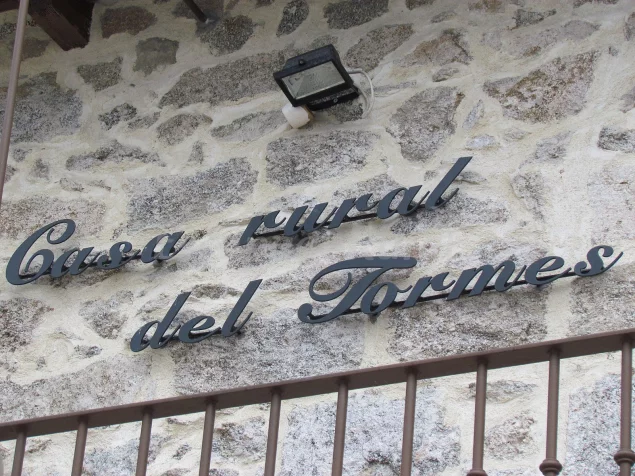 Casa rural
del Tormes